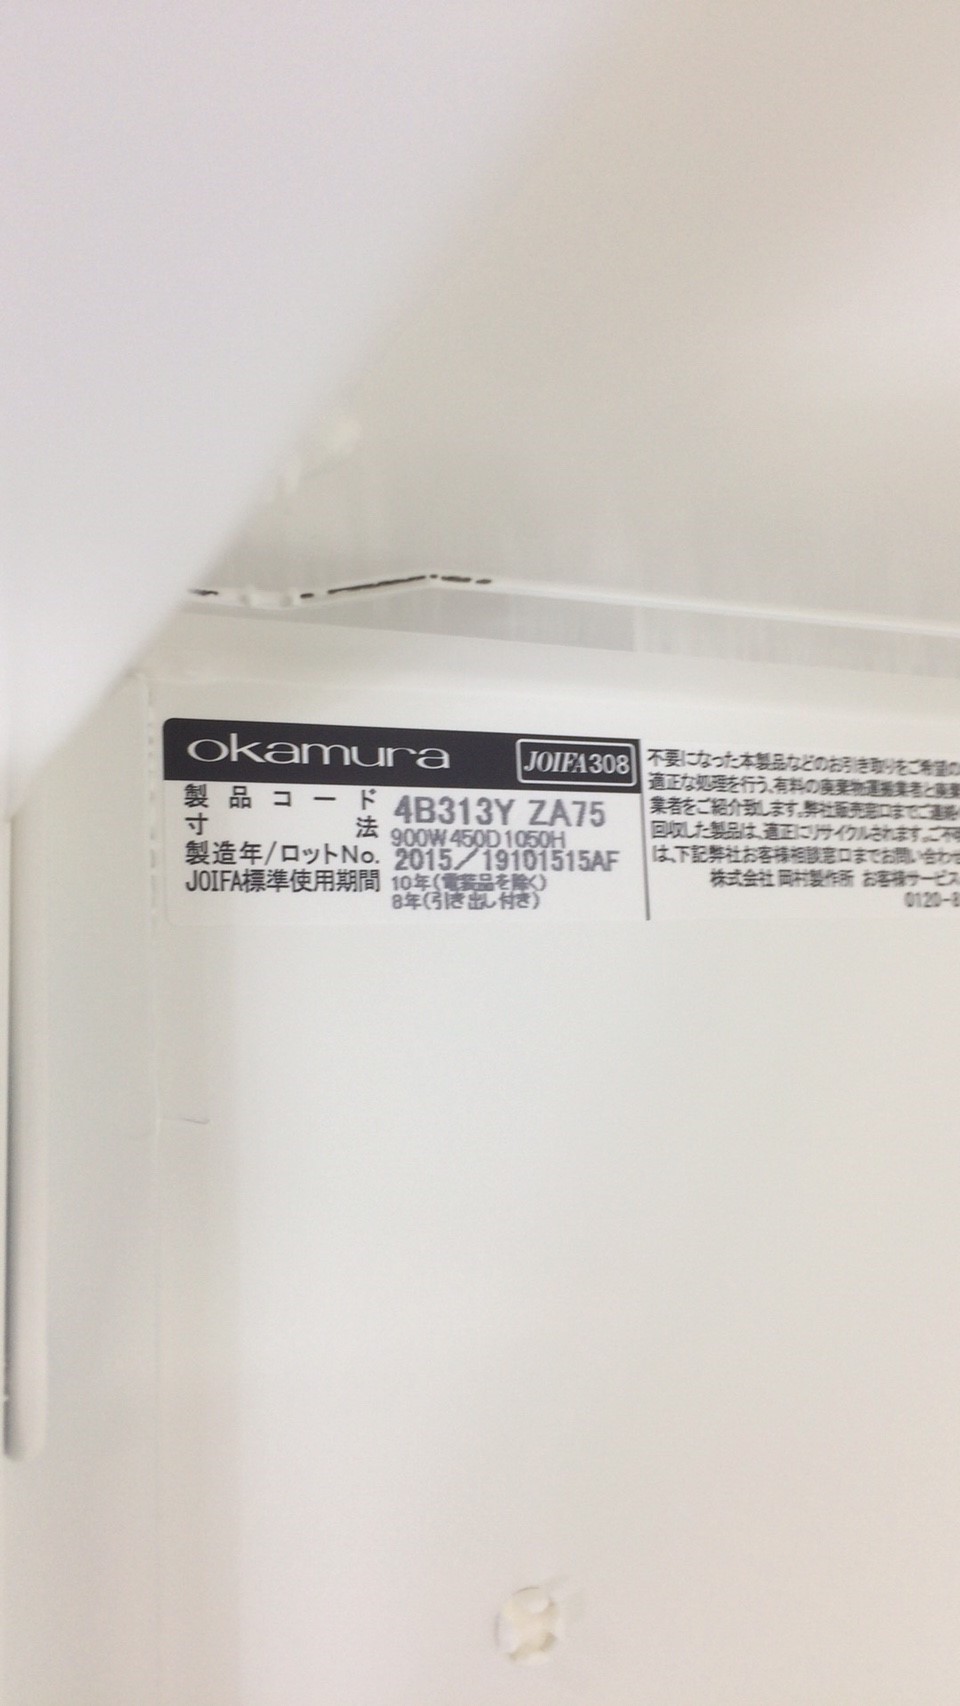 okamura JOIFA308
製品コード 4B313Y ZA75
寸法 900W450D1050H
製造年/ロットNo. 2015/19101515AF
JOIFA標準使用期間 10年(電装品を除く)
8年(引き出し付き)
不要になった本製品などのお引き取りをご希望の
適正な処理を行う、有料の廃棄物運搬業者と廃棄
業者をご紹介致します。弊社販売窓口までご連絡
回収した製品は、適正にリサイクルされます。ご不明
は、下記弊社お客様相談窓口までお問い合わせ
株式会社 岡村製作所 お客様サービス
0120-8